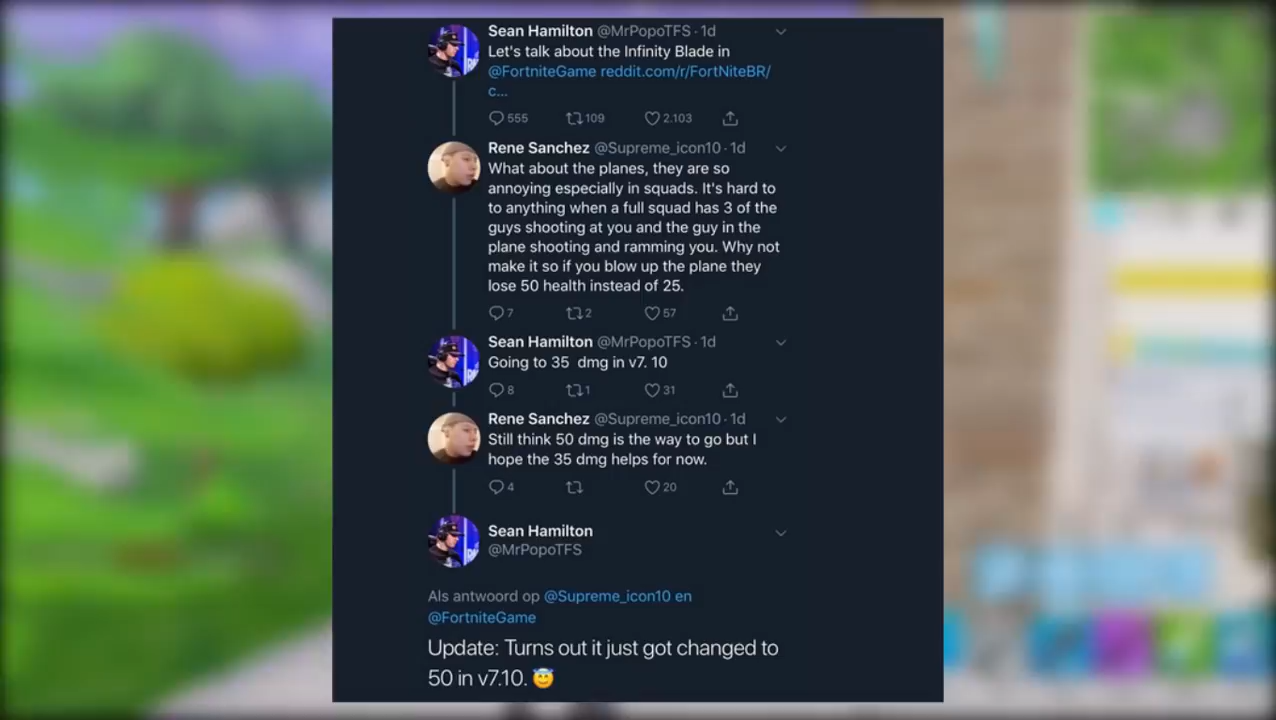 Sean Hamilton @MrPopoTFS · 1d
Let's talk about the Infinity Blade in
@FortniteGame reddit.com/r/FortNiteBR/
c...
555 109 2.103
Rene Sanchez @Supreme_icon10 · 1d
What about the planes, they are so
annoying especially in squads. It's hard to
to anything when a full squad has 3 of the
guys shooting at you and the guy in the
plane shooting and ramming you. Why not
make it so if you blow up the plane they
lose 50 health instead of 25.
7 2 57
Sean Hamilton @MrPopoTFS · 1d
Going to 35 dmg in v7. 10
8 1 31
Rene Sanchez @Supreme_icon10 · 1d
Still think 50 dmg is the way to go but I
hope the 35 dmg helps for now.
4 20
Sean Hamilton
@MrPopoTFS
Als antwoord op @Supreme_icon10 en
@FortniteGame
Update: Turns out it just got changed to
50 in v7.10. 😇